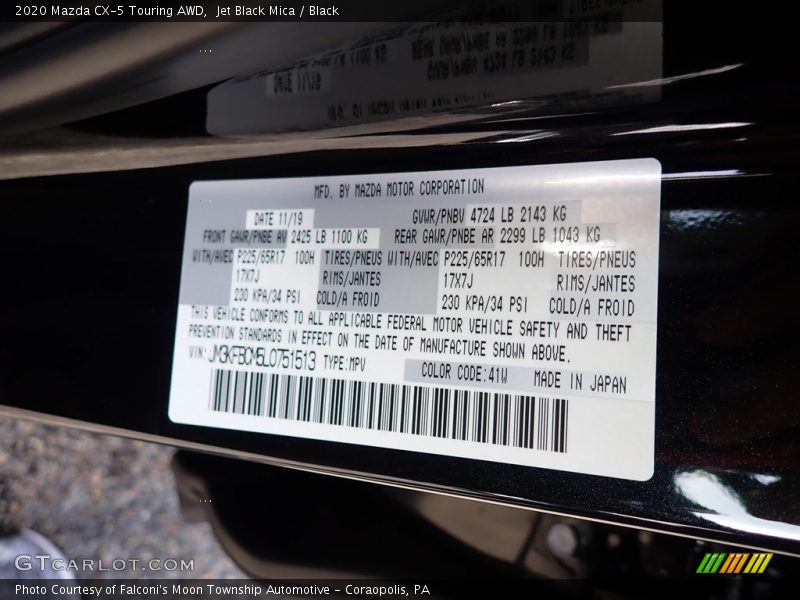 2020 Mazda CX-5 Touring AWD,  Jet Black Mica / Black
MFD. BY MAZDA MOTOR CORPORATION
DATE 11/19 GVWR/PNBV 4724 LB 2143 KG
FRONT GAWR/PNBE AV 2425 LB 1100 KG REAR GAWR/PNBE AR 2299 LB 1043 KG
WITH/AVEC P225/65R17 100H TIRES/PNEUS WITH/AVEC P225/65R17 100H TIRES/PNEUS
17X7J RIMS/JANTES 17X7J RIMS/JANTES
230 KPA/34 PSI COLD/A FROID 230 KPA/34 PSI COLD/A FROID
THIS VEHICLE CONFORMS TO ALL APPLICABLE FEDERAL MOTOR VEHICLE SAFETY AND THEFT
PREVENTION STANDARDS IN EFFECT ON THE DATE OF MANUFACTURE SHOWN ABOVE.
VIN: JM3KFBCM5L0751513 TYPE:MPV
COLOR CODE:41W MADE IN JAPAN
GTCARLOT.COM
Photo Courtesy of Falconi's Moon Township Automotive - Coraopolis, PA